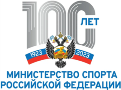 100 ЛЕТ
1923 2023
МИНИСТЕРСТВО СПОРТА
РОССИЙСКОЙ ФЕДЕРАЦИИ